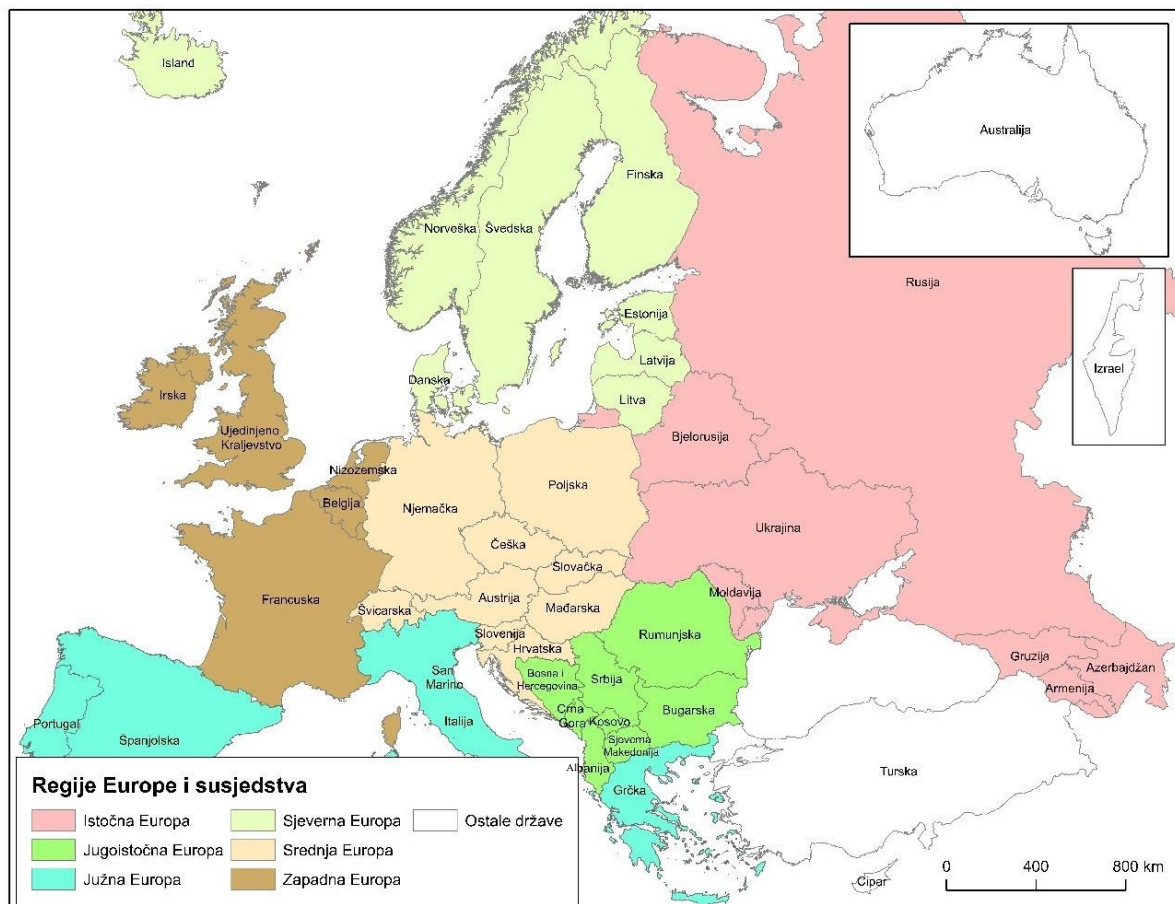 Island
Australija
Finska
Norveška
Švedska
Rusija
Estonija
Izrael
Latvija
Danska
Irska
Litva
Ujedinjeno
Kraljevstvo
Bjelorusija
Nizozemska
Poljska
Belgija
Njemačka
Ukrajina
Češka
Slovačka
Moldavija
Francuska
Austrija
Mađarska
Švicarska
Slovenija
Rumunjska
Hrvatska
Gruzija
Azerbajdžan
San
Marino
Bosna i
Hercegovina
Srbija
Armenija
Crna
Gora
Bugarska
Portugal
Italija
Kosovo
Španjolska
Sjeverna
Makedonija
Albanija
Turska
Grčka
Cipar
Regije Europe i susjedstva
Istočna Europa
Sjeverna Europa
Ostale države
Jugoistočna Europa
Srednja Europa
Južna Europa
Zapadna Europa
0 400 800 km